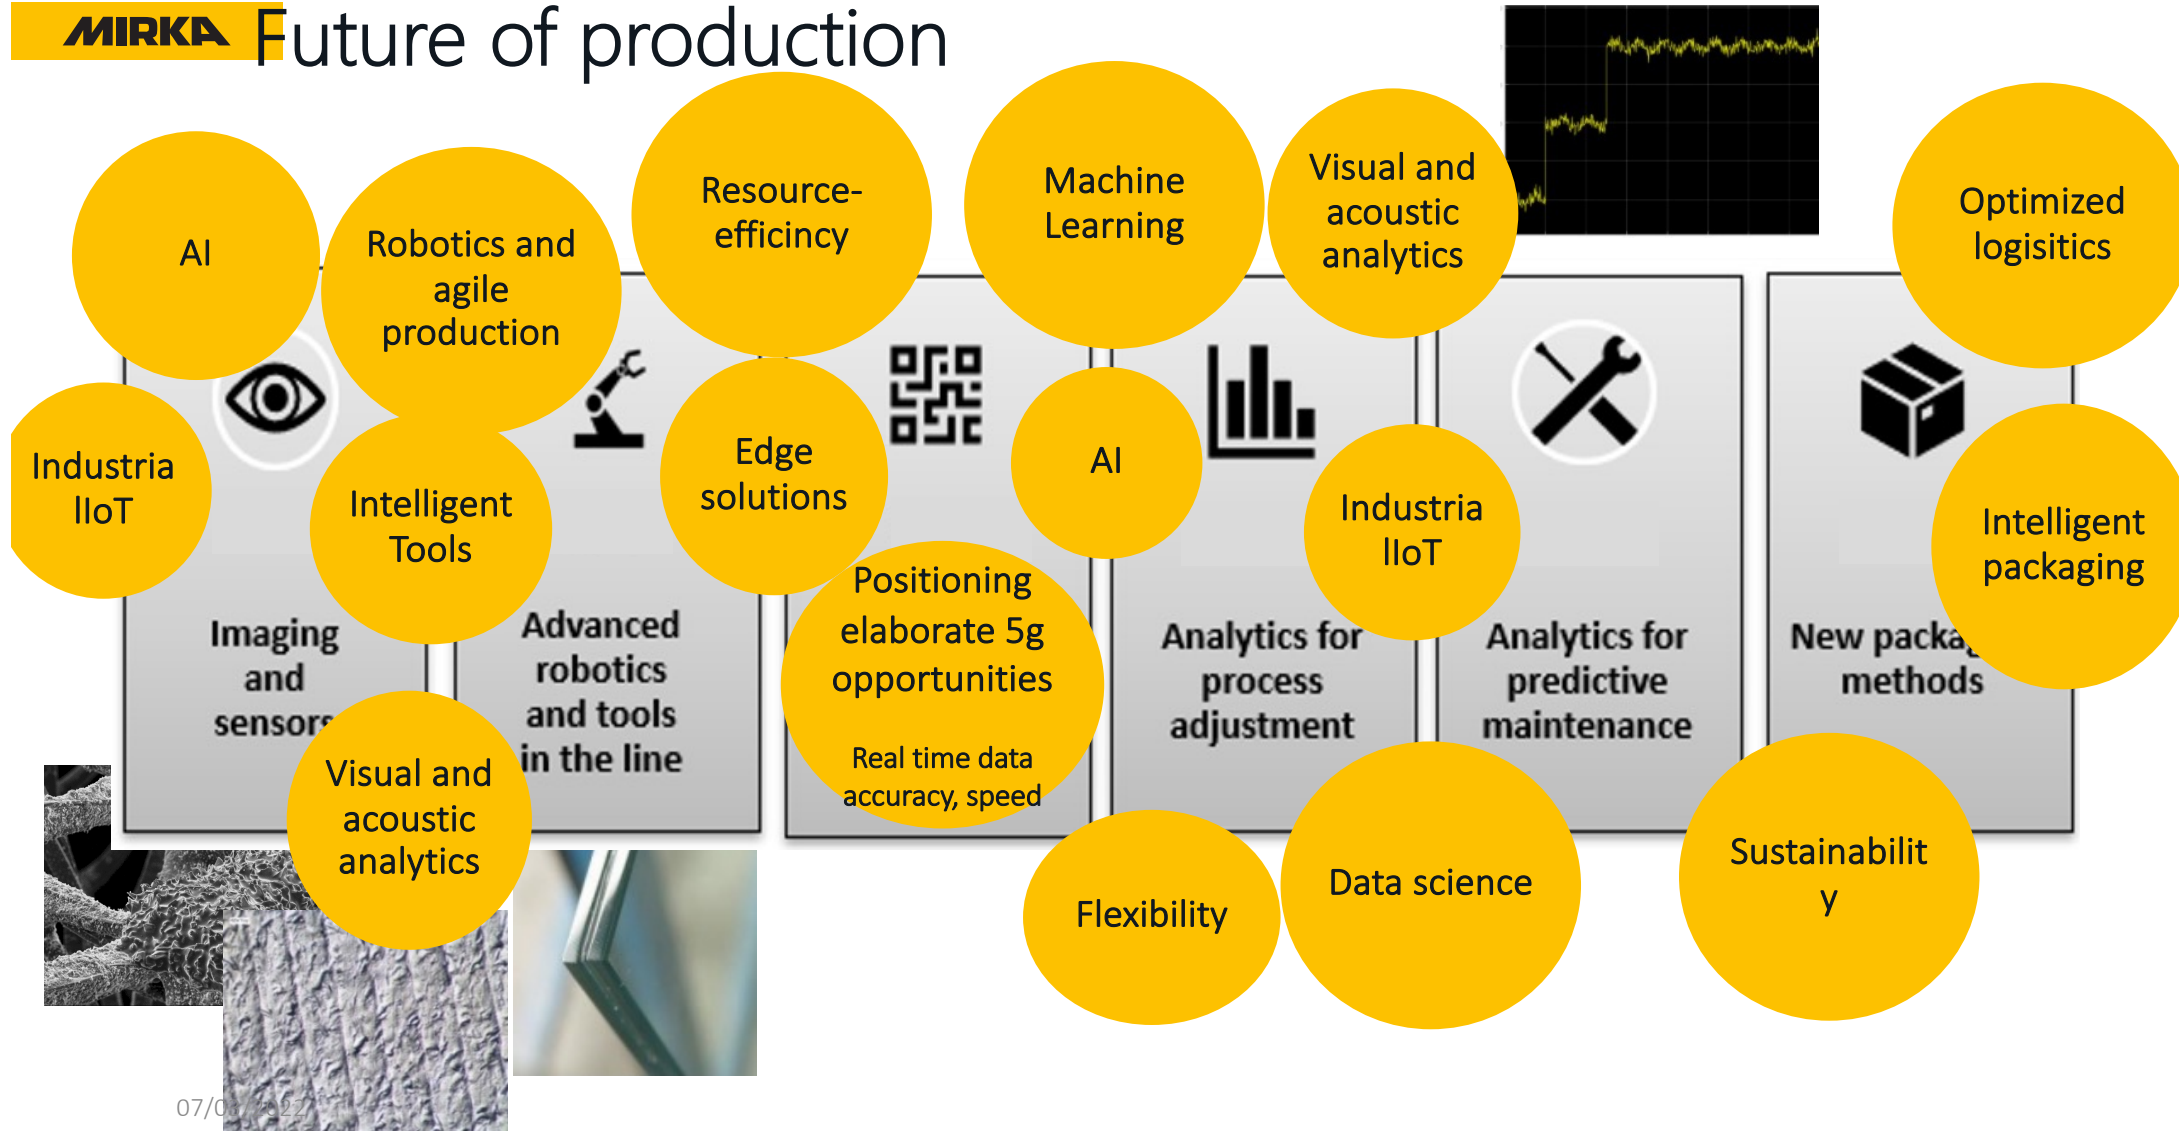 MIRKA
Future of production
AI
Robotics and
agile
production
Resource-
efficincy
Machine
Learning
Visual and
acoustic
analytics
Optimized
logisitics
Industria
lIoT
Intelligent
Tools
Edge
solutions
AI
Industria
lIoT
Intelligent
packaging
Positioning
elaborate 5g
opportunities
Real time data
accuracy, speed
Imaging
and
sensors
Advanced
robotics
and tools
in the line
Analytics for
process
adjustment
Analytics for
predictive
maintenance
New
methods
Visual and
acoustic
analytics
Flexibility
Data science
Sustainabilit
y